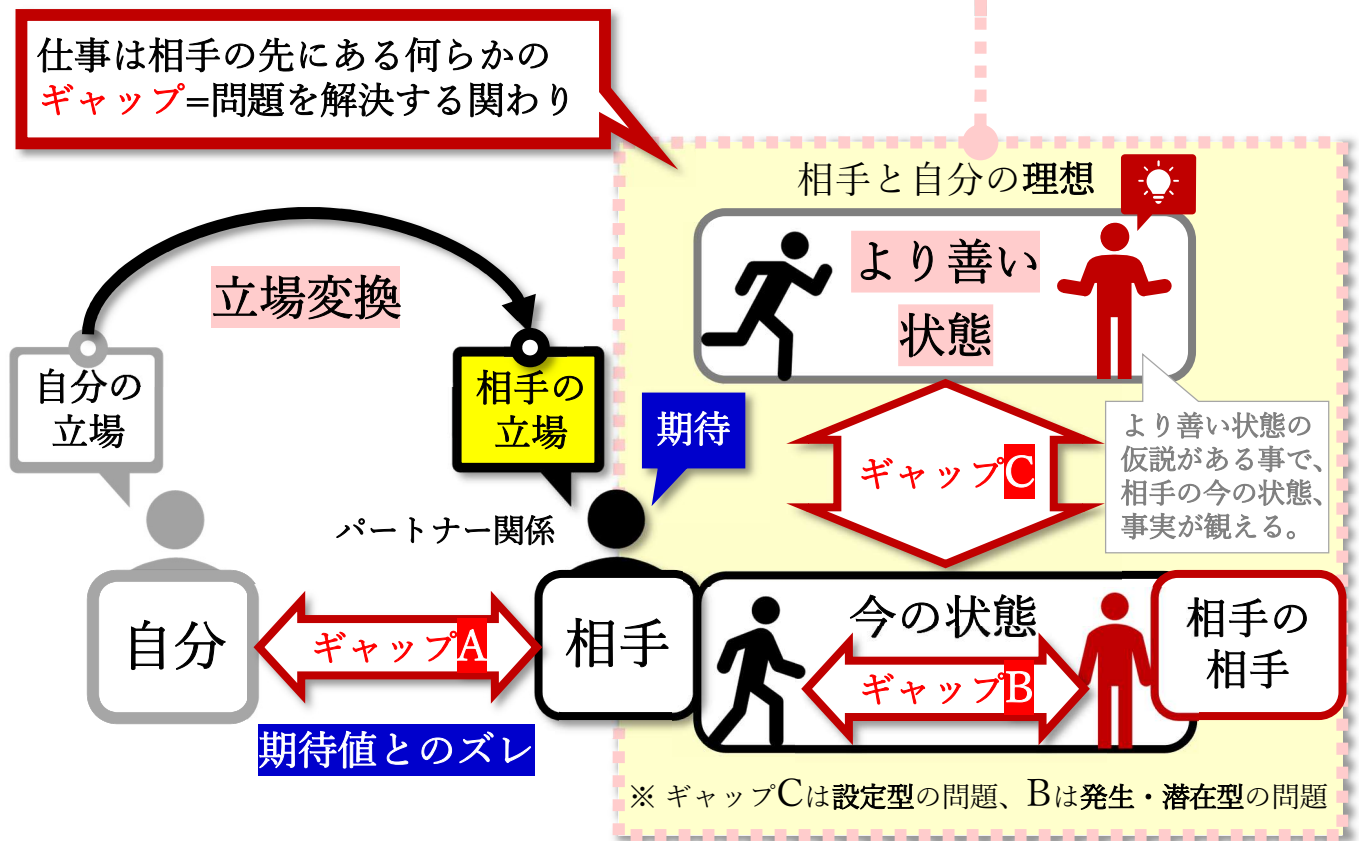 仕事は相手の先にある何らかの
ギャップ=問題を解決する関わり
相手と自分の理想
より善い
状態
立場変換
自分の
立場
相手の
立場
期待
ギャップC
より善い状態の
仮説がある事で、
相手の今の状態、
事実が観える。
パートナー関係
自分
ギャップA
相手
今の状態
ギャップB
相手の
相手
期待値とのズレ
※ ギャップCは設定型の問題、Bは発生・潜在型の問題